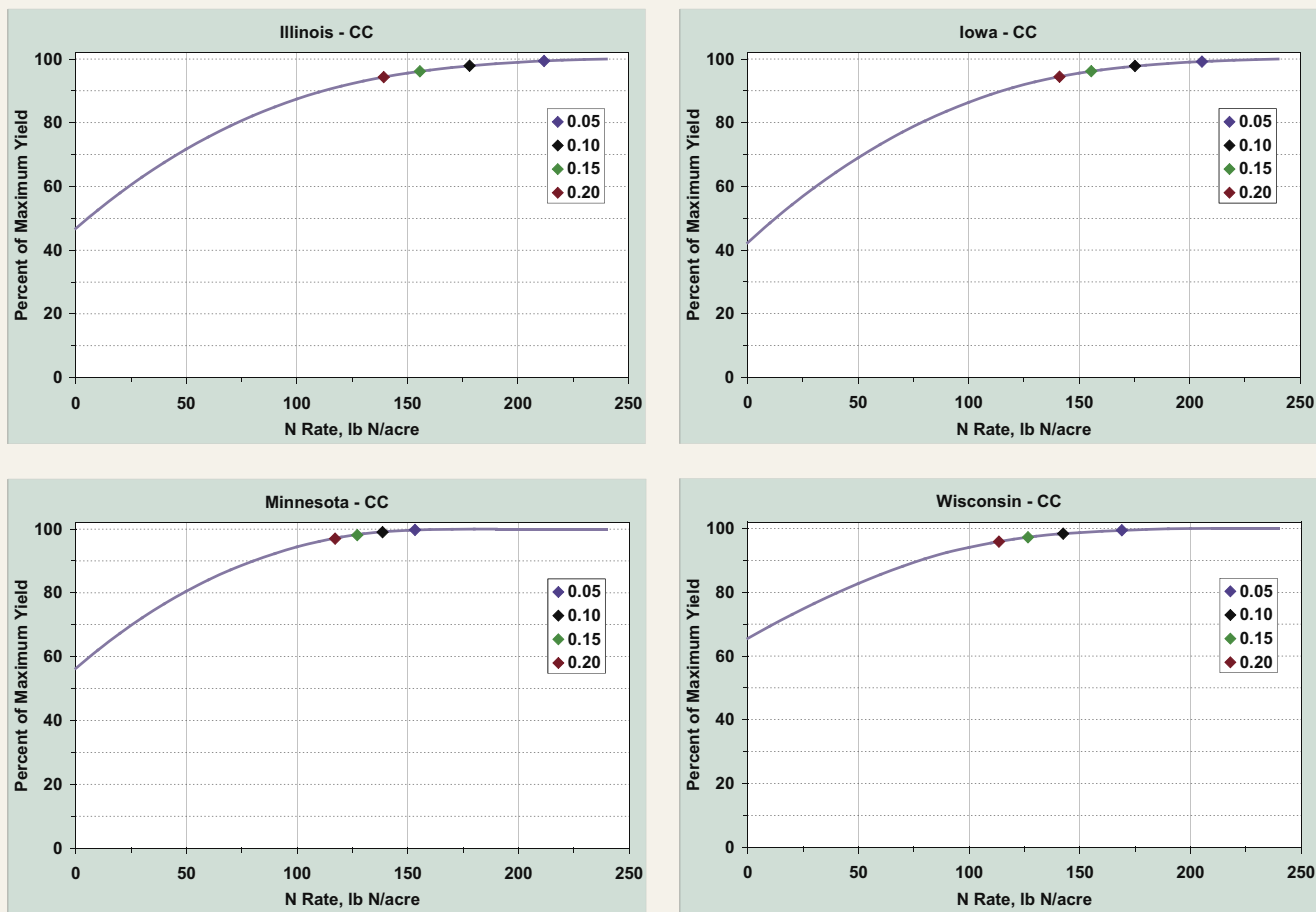 Illinois - CC
Percent of Maximum Yield
100
80
60
40
20
0
0.05
0.10
0.15
0.20
0 50 100 150 200 250
N Rate, lb N/acre
Iowa - CC
Percent of Maximum Yield
100
80
60
40
20
0
0.05
0.10
0.15
0.20
0 50 100 150 200 250
N Rate, lb N/acre
Minnesota - CC
Percent of Maximum Yield
100
80
60
40
20
0
0.05
0.10
0.15
0.20
0 50 100 150 200 250
N Rate, lb N/acre
Wisconsin - CC
Percent of Maximum Yield
100
80
60
40
20
0
0.05
0.10
0.15
0.20
0 50 100 150 200 250
N Rate, lb N/acre